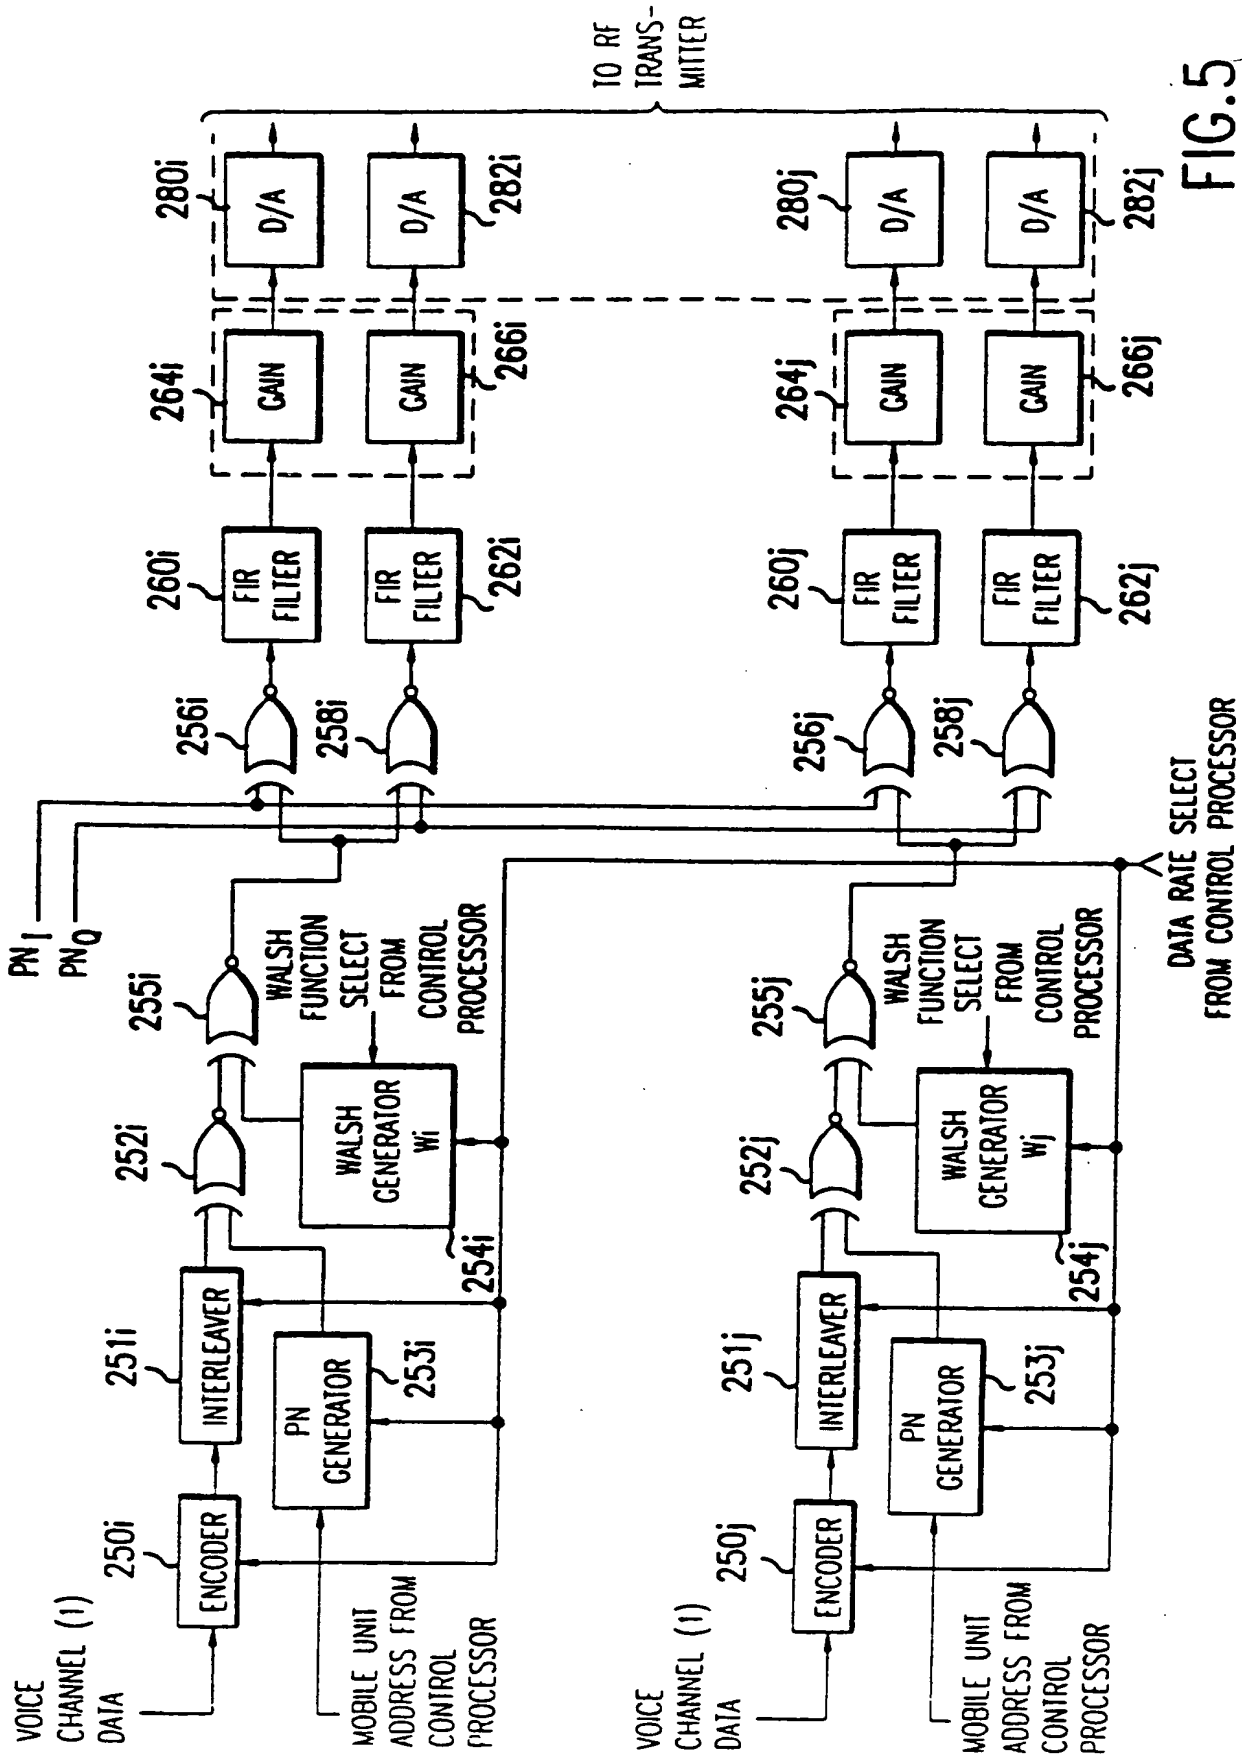 VOICE
CHANNEL (1)
DATA
250i
ENCODER
251i
INTERLEAVER
MOBILE UNIT
ADDRESS FROM
CONTROL
PROCESSOR
PN
GENERATOR
253i
252i
WALSH
GENERATOR
Wi
254i
255i
WALSH
FUNCTION
SELECT
FROM
CONTROL
PROCESSOR
PN I
PN Q
256i
258i
260i
FIR
FILTER
FIR
FILTER
262i
264i
GAIN
GAIN
266i
280i
D/A
D/A
282i
TO RF
TRANS-
MITTER
VOICE
CHANNEL (1)
DATA
250j
ENCODER
251j
INTERLEAVER
MOBILE UNIT
ADDRESS FROM
CONTROL
PROCESSOR
PN
GENERATOR
253j
252j
WALSH
GENERATOR
Wj
254j
255j
WALSH
FUNCTION
SELECT
FROM
CONTROL
PROCESSOR
DATA RATE SELECT
FROM CONTROL PROCESSOR
256j
258j
260j
FIR
FILTER
FIR
FILTER
262j
264j
GAIN
GAIN
266j
280j
D/A
D/A
282j
FIG.5